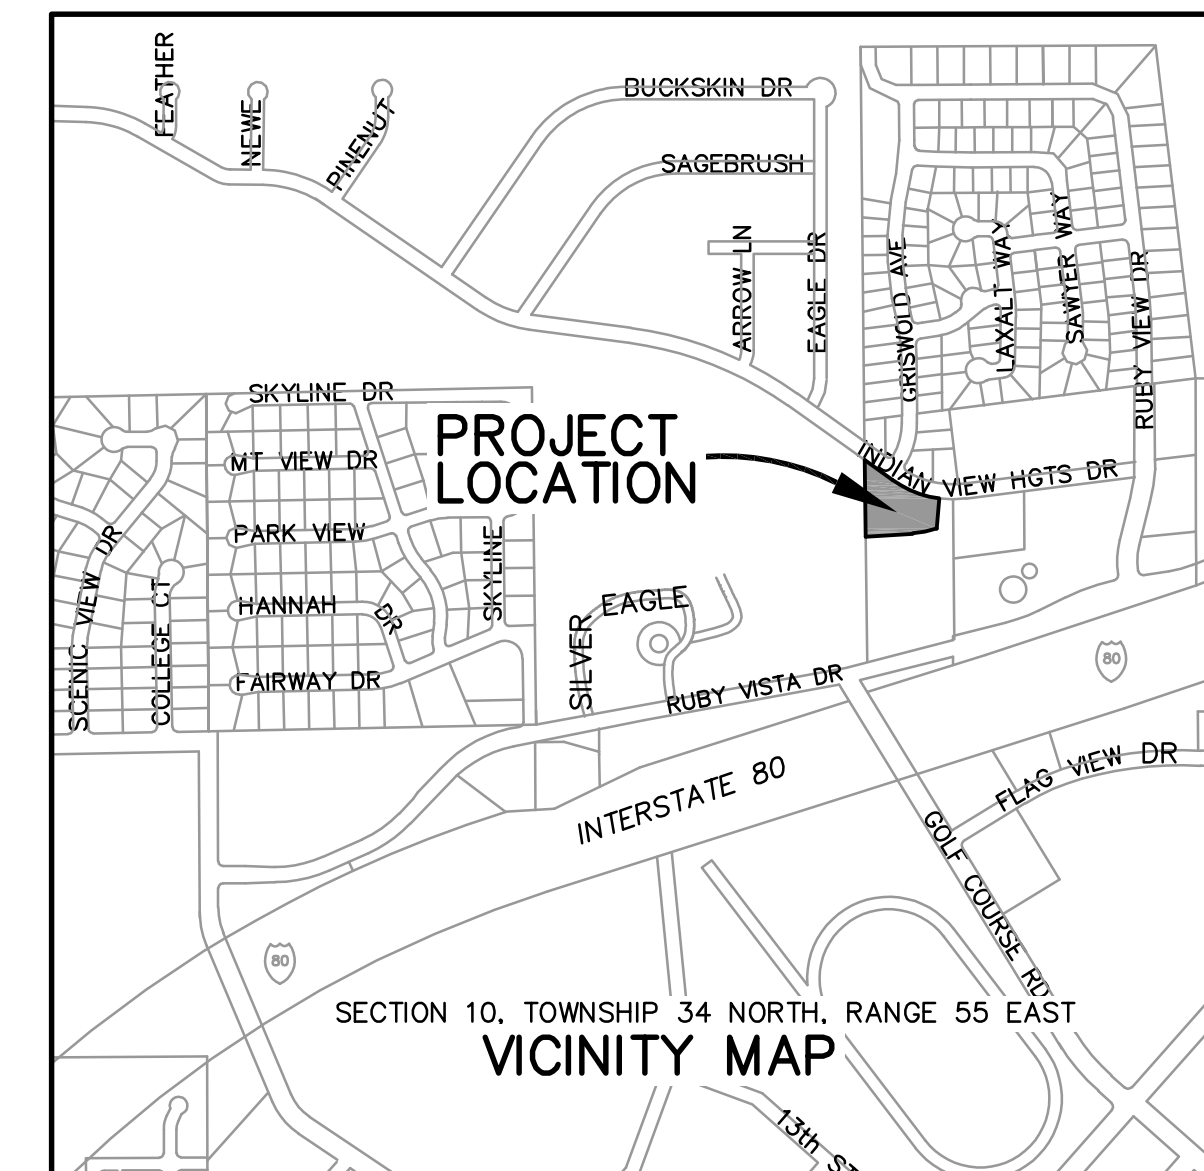 FEATHER
NEWE
PINENUT
BUCKSKIN DR
SAGEBRUSH
ARROW LN
EAGLE DR
GRISWOLD AVE
LAXALT WAY
SAWYER WAY
RUBY VIEW DR
SKYLINE DR
MT VIEW DR
PARK VIEW
HANNAH DR
FAIRWAY DR
SKYLINE
SCENIC VIEW DR
COLLEGE CT
PROJECT
LOCATION
INDIAN VIEW HGTS DR
SILVER EAGLE
RUBY VISTA DR
80
INTERSTATE 80
FLAG VIEW DR
GOLF COURSE RD
80
SECTION 10, TOWNSHIP 34 NORTH, RANGE 55 EAST
VICINITY MAP
13th